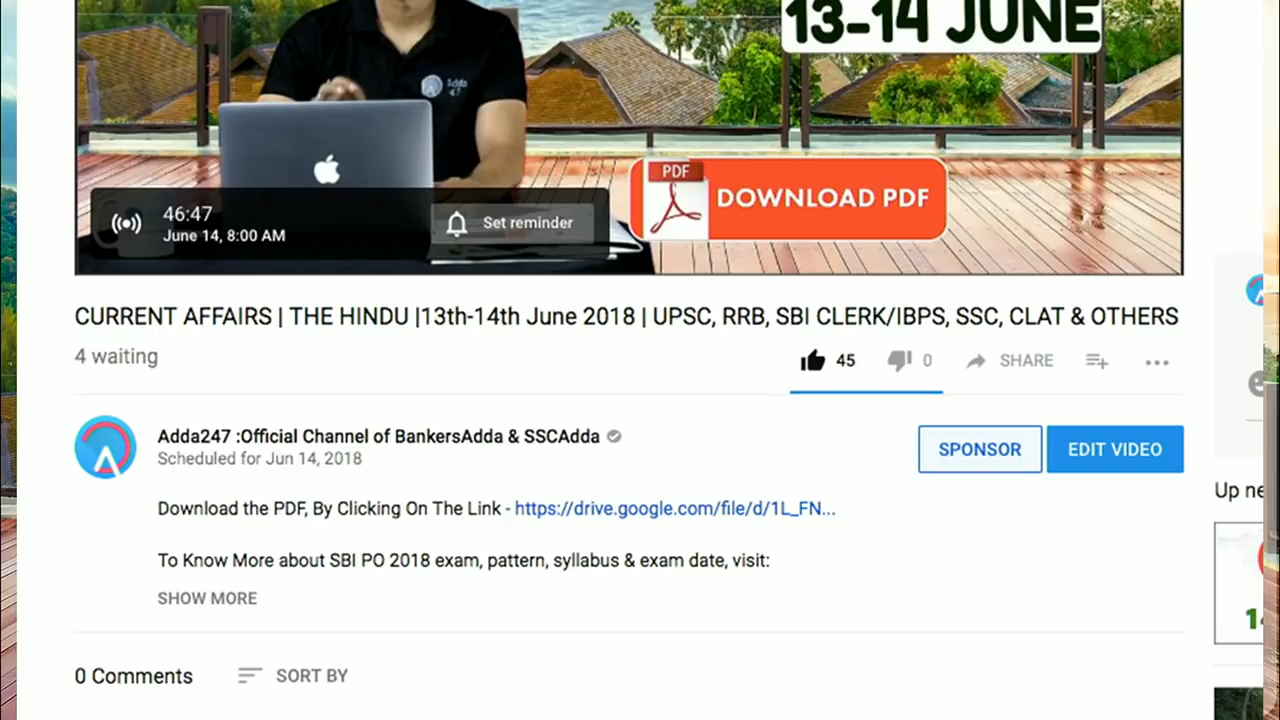 13-14 JUNE
Adda
47
PDF
DOWNLOAD PDF
46:47
June 14, 8:00 AM
Set reminder
CURRENT AFFAIRS | THE HINDU |13th-14th June 2018 | UPSC, RRB, SBI CLERK/IBPS, SSC, CLAT & OTHERS
4 waiting
45
0
SHARE
Adda247 :Official Channel of BankersAdda & SSCAdda
Scheduled for Jun 14, 2018
SPONSOR
EDIT VIDEO
Download the PDF, By Clicking On The Link - https://drive.google.com/file/d/1L_FN...
To Know More about SBI PO 2018 exam, pattern, syllabus & exam date, visit:
SHOW MORE
0 Comments
SORT BY
Up ne